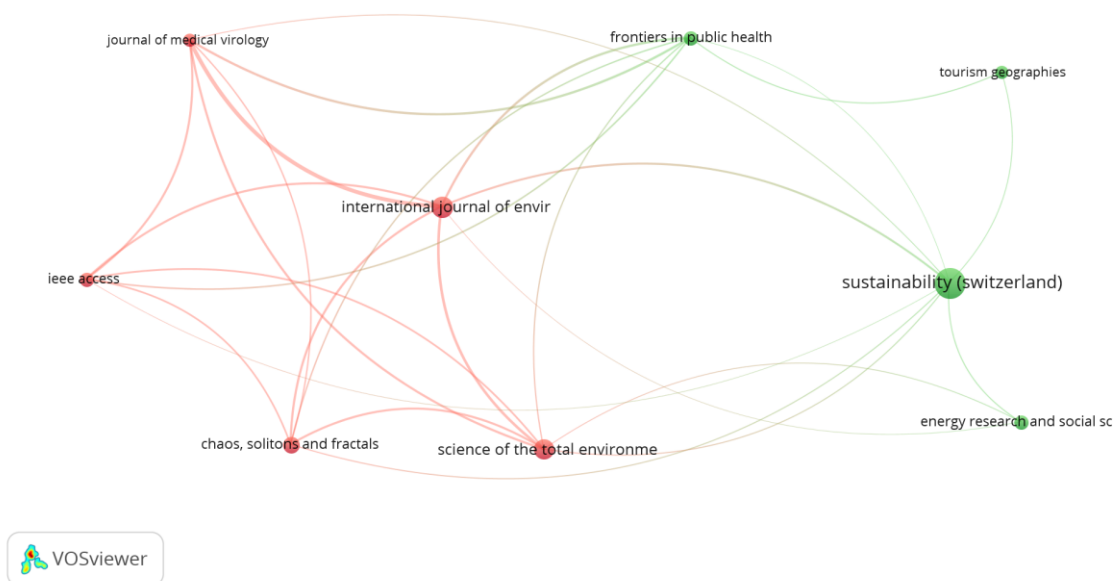 journal of medical virology
frontiers in public health
tourism geographies
international journal of envir
ieee access
sustainability (switzerland)
energy research and social sc
chaos, solitons and fractals
science of the total environme
VOSviewer